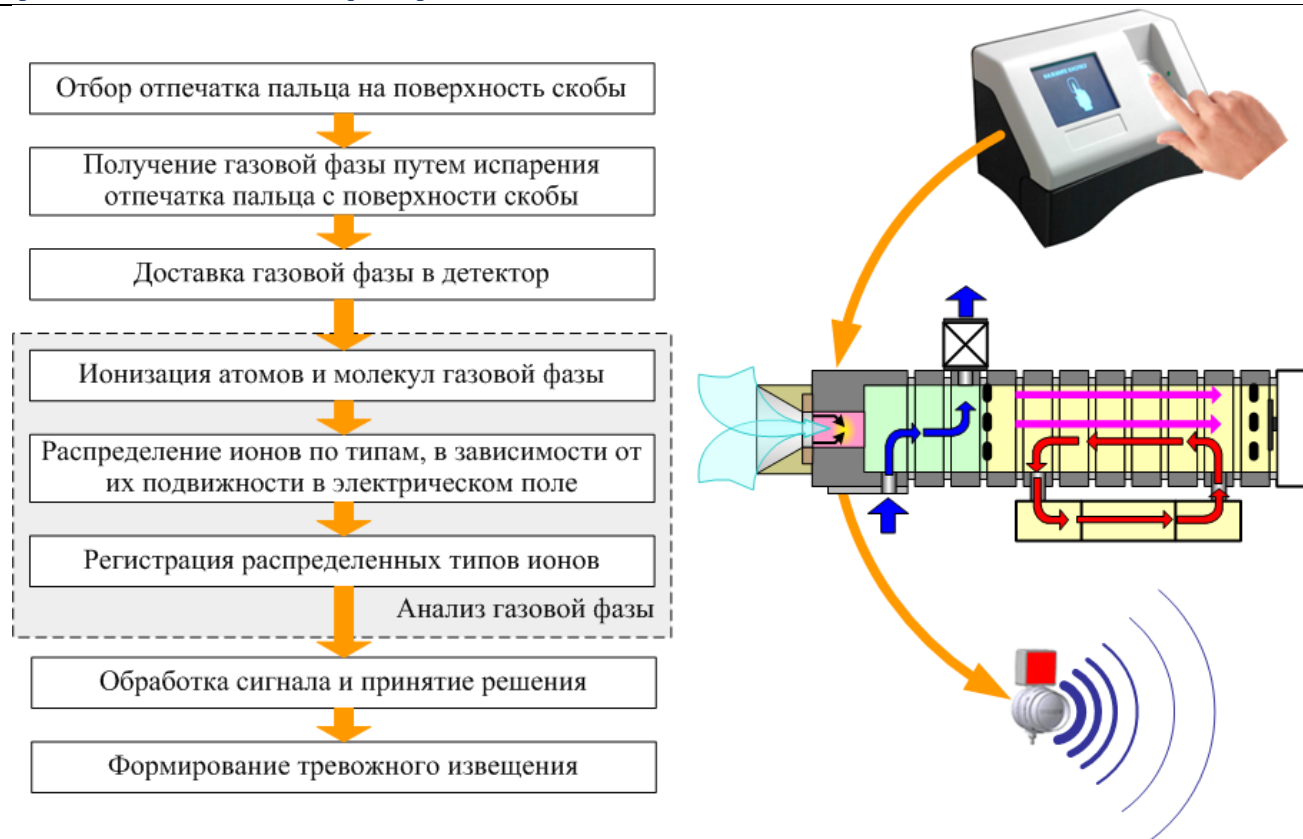 Отбор отпечатка пальца на поверхность скобы
Получение газовой фазы путем испарения
отпечатка пальца с поверхности скобы
Доставка газовой фазы в детектор
Ионизация атомов и молекул газовой фазы
Распределение ионов по типам, в зависимости от
их подвижности в электрическом поле
Регистрация распределенных типов ионов
Анализ газовой фазы
Обработка сигнала и принятие решения
Формирование тревожного извещения